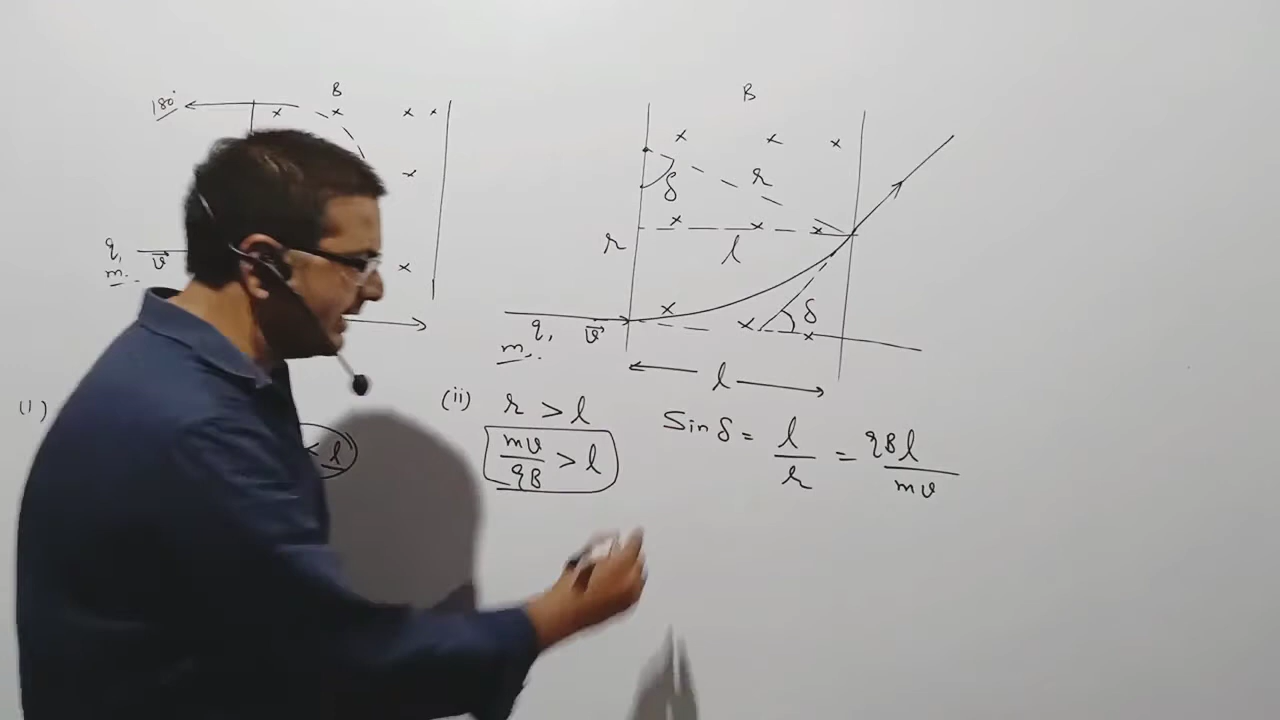 B
180°
q,
m.
v⃗
B
δ
r
r
l
δ
q,
v⃗
m
l
(i)
< l
(ii) r > l
mv/qB > l
Sin δ = l/r = qBl/mv